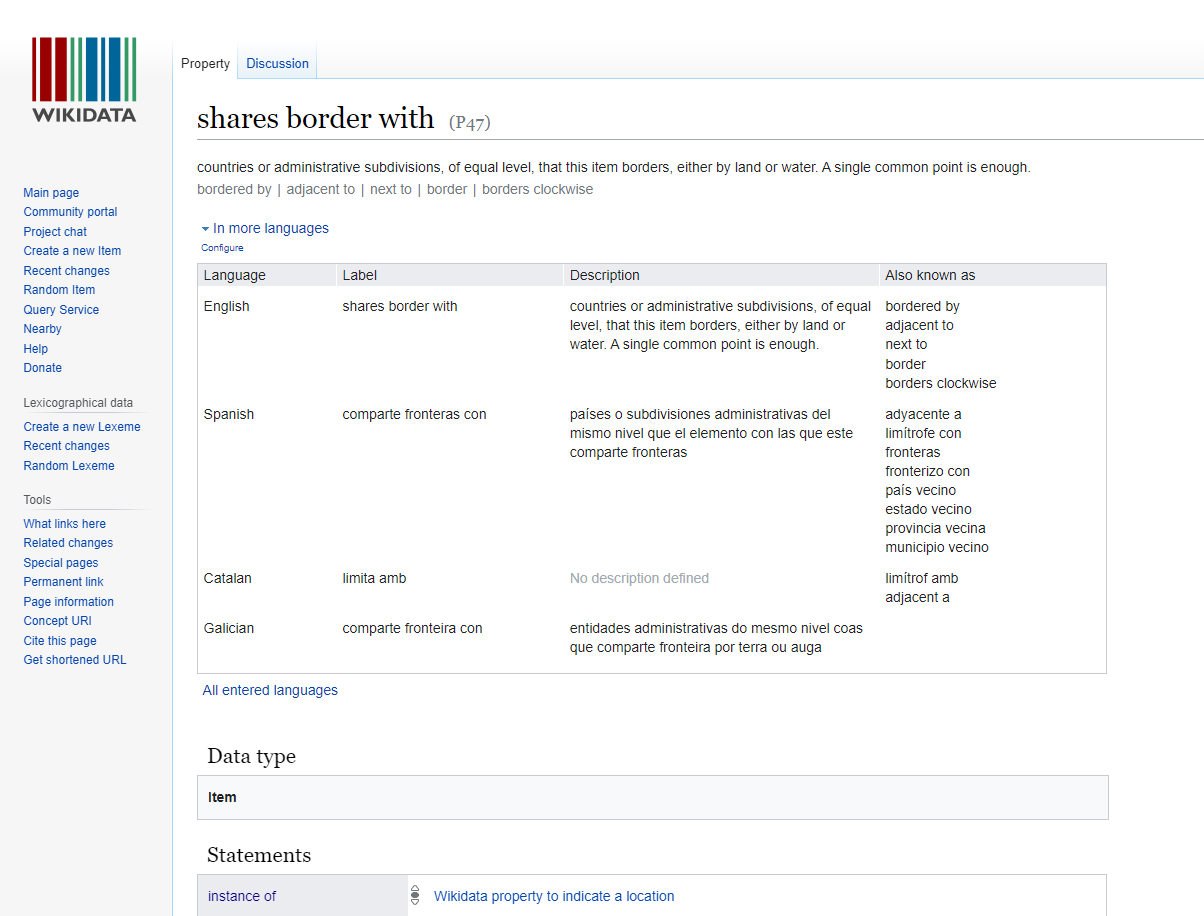 WIKIDATA
Main page
Community portal
Project chat
Create a new Item
Recent changes
Random Item
Query Service
Nearby
Help
Donate
Lexicographical data
Create a new Lexeme
Recent changes
Random Lexeme
Tools
What links here
Related changes
Special pages
Permanent link
Page information
Concept URI
Cite this page
Get shortened URL
Property Discussion
shares border with (P47)
countries or administrative subdivisions, of equal level, that this item borders, either by land or water. A single common point is enough.
bordered by | adjacent to | next to | border | borders clockwise
In more languages
Configure
Language Label Description Also known as
English shares border with countries or administrative subdivisions, of equal bordered by
level, that this item borders, either by land or adjacent to
water. A single common point is enough. next to
border
borders clockwise
Spanish comparte fronteras con países o subdivisiones administrativas del adyacente a
mismo nivel que el elemento con las que este limítrofe con
comparte fronteras fronteras
fronterizo con
país vecino
estado vecino
provincia vecina
municipio vecino
Catalan limita amb No description defined limítrof amb
adjacent a
Galician comparte fronteira con entidades administrativas do mesmo nivel coas
que comparte fronteira por terra ou auga
All entered languages
Data type
Item
Statements
instance of Wikidata property to indicate a location